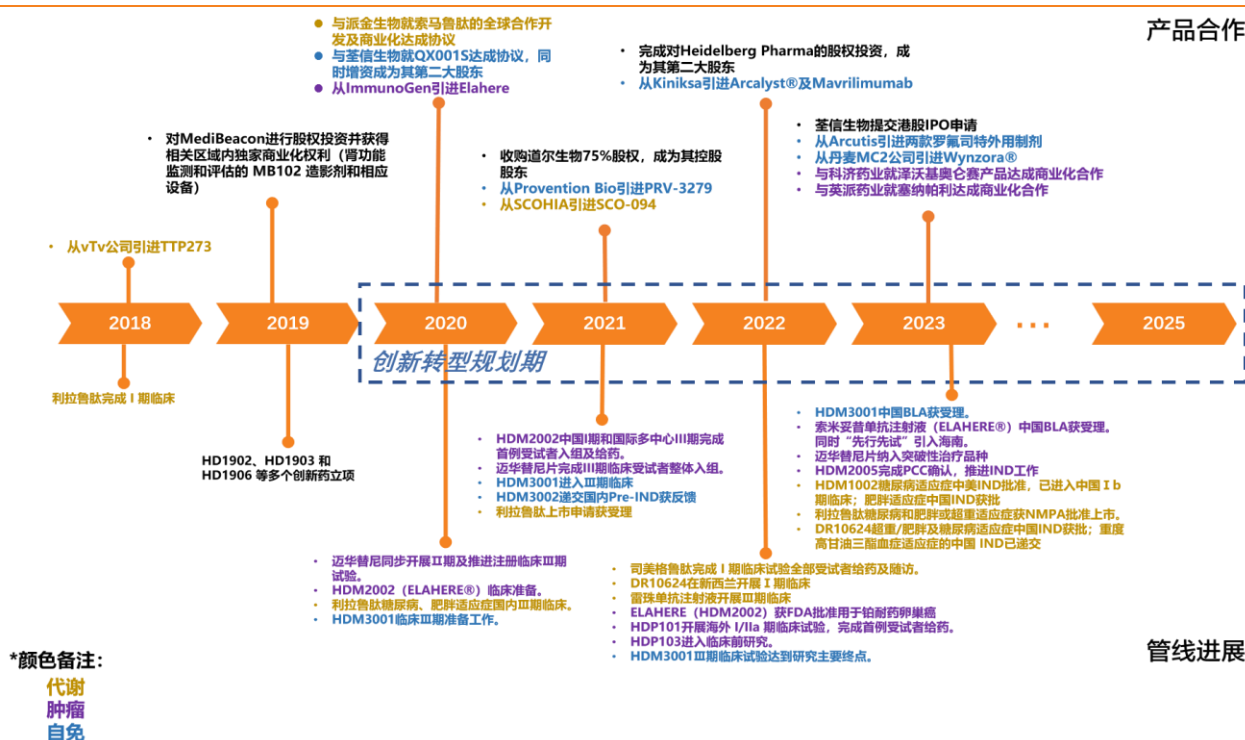 产品合作
• 与派金生物就索马鲁肽的全球合作开
发及商业化达成协议
• 与荃信生物就QX001S达成协议，同
时增资成为其第二大股东
• 从ImmunoGen引进Elahere
• 完成对Heidelberg Pharma的股权投资，成
为其第二大股东
• 从Kiniksa引进Arcalyst®及Mavrilimumab
• 对MediBeacon进行股权投资并获得
相关区域内独家商业化权利（肾功能
监测和评估的 MB102 造影剂和相应
设备）
• 收购道尔生物75%股权，成为其控股
股东
• 从Provention Bio引进PRV-3279
• 从SCOHIA引进SCO-094
• 荃信生物提交港股IPO申请
• 从Arcutis引进两款罗氟司特外用制剂
• 从丹麦MC2公司引进Wynzora®
• 与科济药业就泽沃基奥仑赛产品达成商业化合作
• 与英派药业就塞纳帕利达成商业化合作
• 从vTv公司引进TTP273
2018
2019
2020
2021
2022
2023
...
2025
创新转型规划期
利拉鲁肽完成 I 期临床
HD1902、HD1903 和
HD1906 等多个创新药立项
• 迈华替尼同步开展Ⅱ期及推进注册临床Ⅲ期
试验。
• HDM2002 (ELAHERE®) 临床准备。
• 利拉鲁肽糖尿病、肥胖适应症国内Ⅲ期临床。
• HDM3001临床Ⅲ期准备工作。
• HDM2002中国I期和国际多中心III期完成
首例受试者入组及给药。
• 迈华替尼片完成III期临床受试者整体入组。
• HDM3001进入Ⅲ期临床
• HDM3002递交国内Pre-IND获反馈
• 利拉鲁肽上市申请获受理
• 司美格鲁肽完成 I 期临床试验全部受试者给药及随访。
• DR10624在新西兰开展 I 期临床
• 雷珠单抗注射液开展Ⅲ期临床
• ELAHERE (HDM2002) 获FDA批准用于铂耐药卵巢癌
• HDP101开展海外 I/IIa 期临床试验，完成首例受试者给药。
• HDP103进入临床前研究。
• HDM3001Ⅲ期临床试验达到研究主要终点。
• HDM3001中国BLA获受理。
• 索米妥昔单抗注射液（ELAHERE®）中国BLA获受理。
同时“先行先试”引入海南。
• 迈华替尼片纳入突破性治疗品种
• HDM2005完成PCC确认，推进IND工作
• HDM1002糖尿病适应症中美IND批准，已进入中国 I b
期临床；肥胖适应症中国IND获批
• 利拉鲁肽糖尿病和肥胖或超重适应症获NMPA批准上市。
• DR10624超重/肥胖及糖尿病适应症中国IND获批；重度
高甘油三酯血症适应症的中国 IND已递交
管线进展
*颜色备注：
代谢
肿瘤
自免